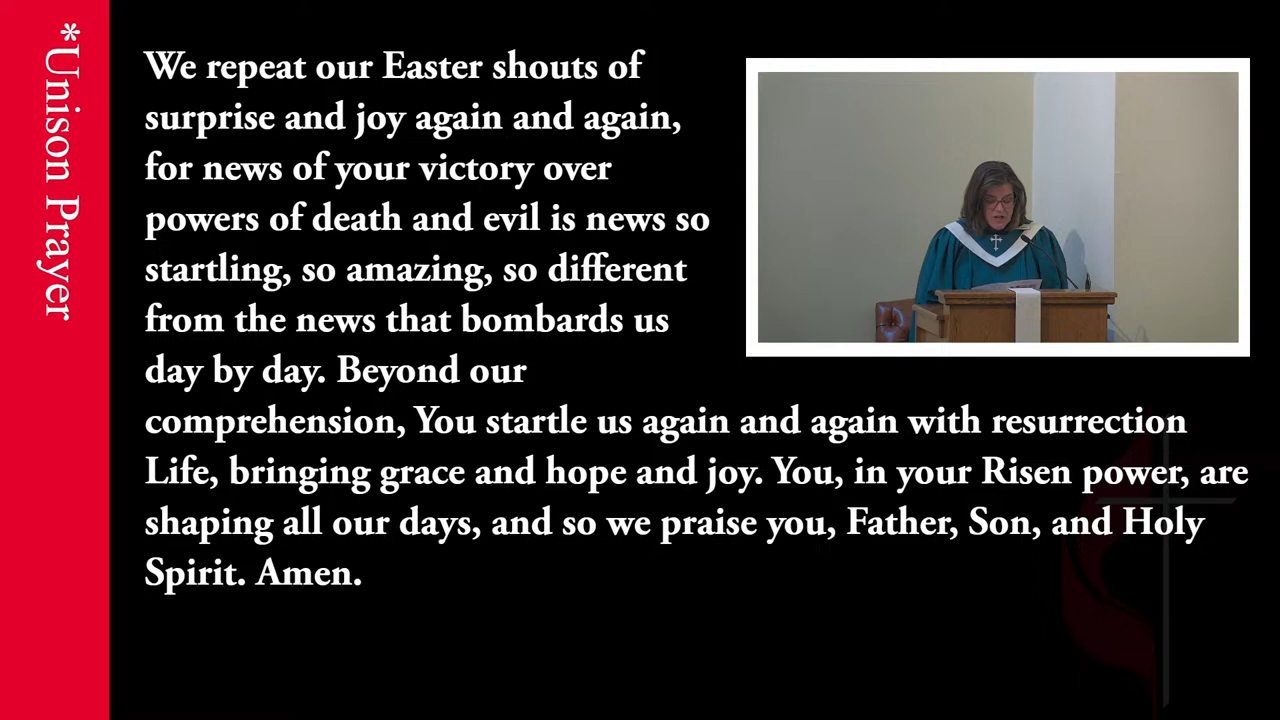 *Unison Prayer
We repeat our Easter shouts of
surprise and joy again and again,
for news of your victory over
powers of death and evil is news so
startling, so amazing, so different
from the news that bombards us
day by day. Beyond our
comprehension, You startle us again and again with resurrection
Life, bringing grace and hope and joy. You, in your Risen power, are
shaping all our days, and so we praise you, Father, Son, and Holy
Spirit. Amen.